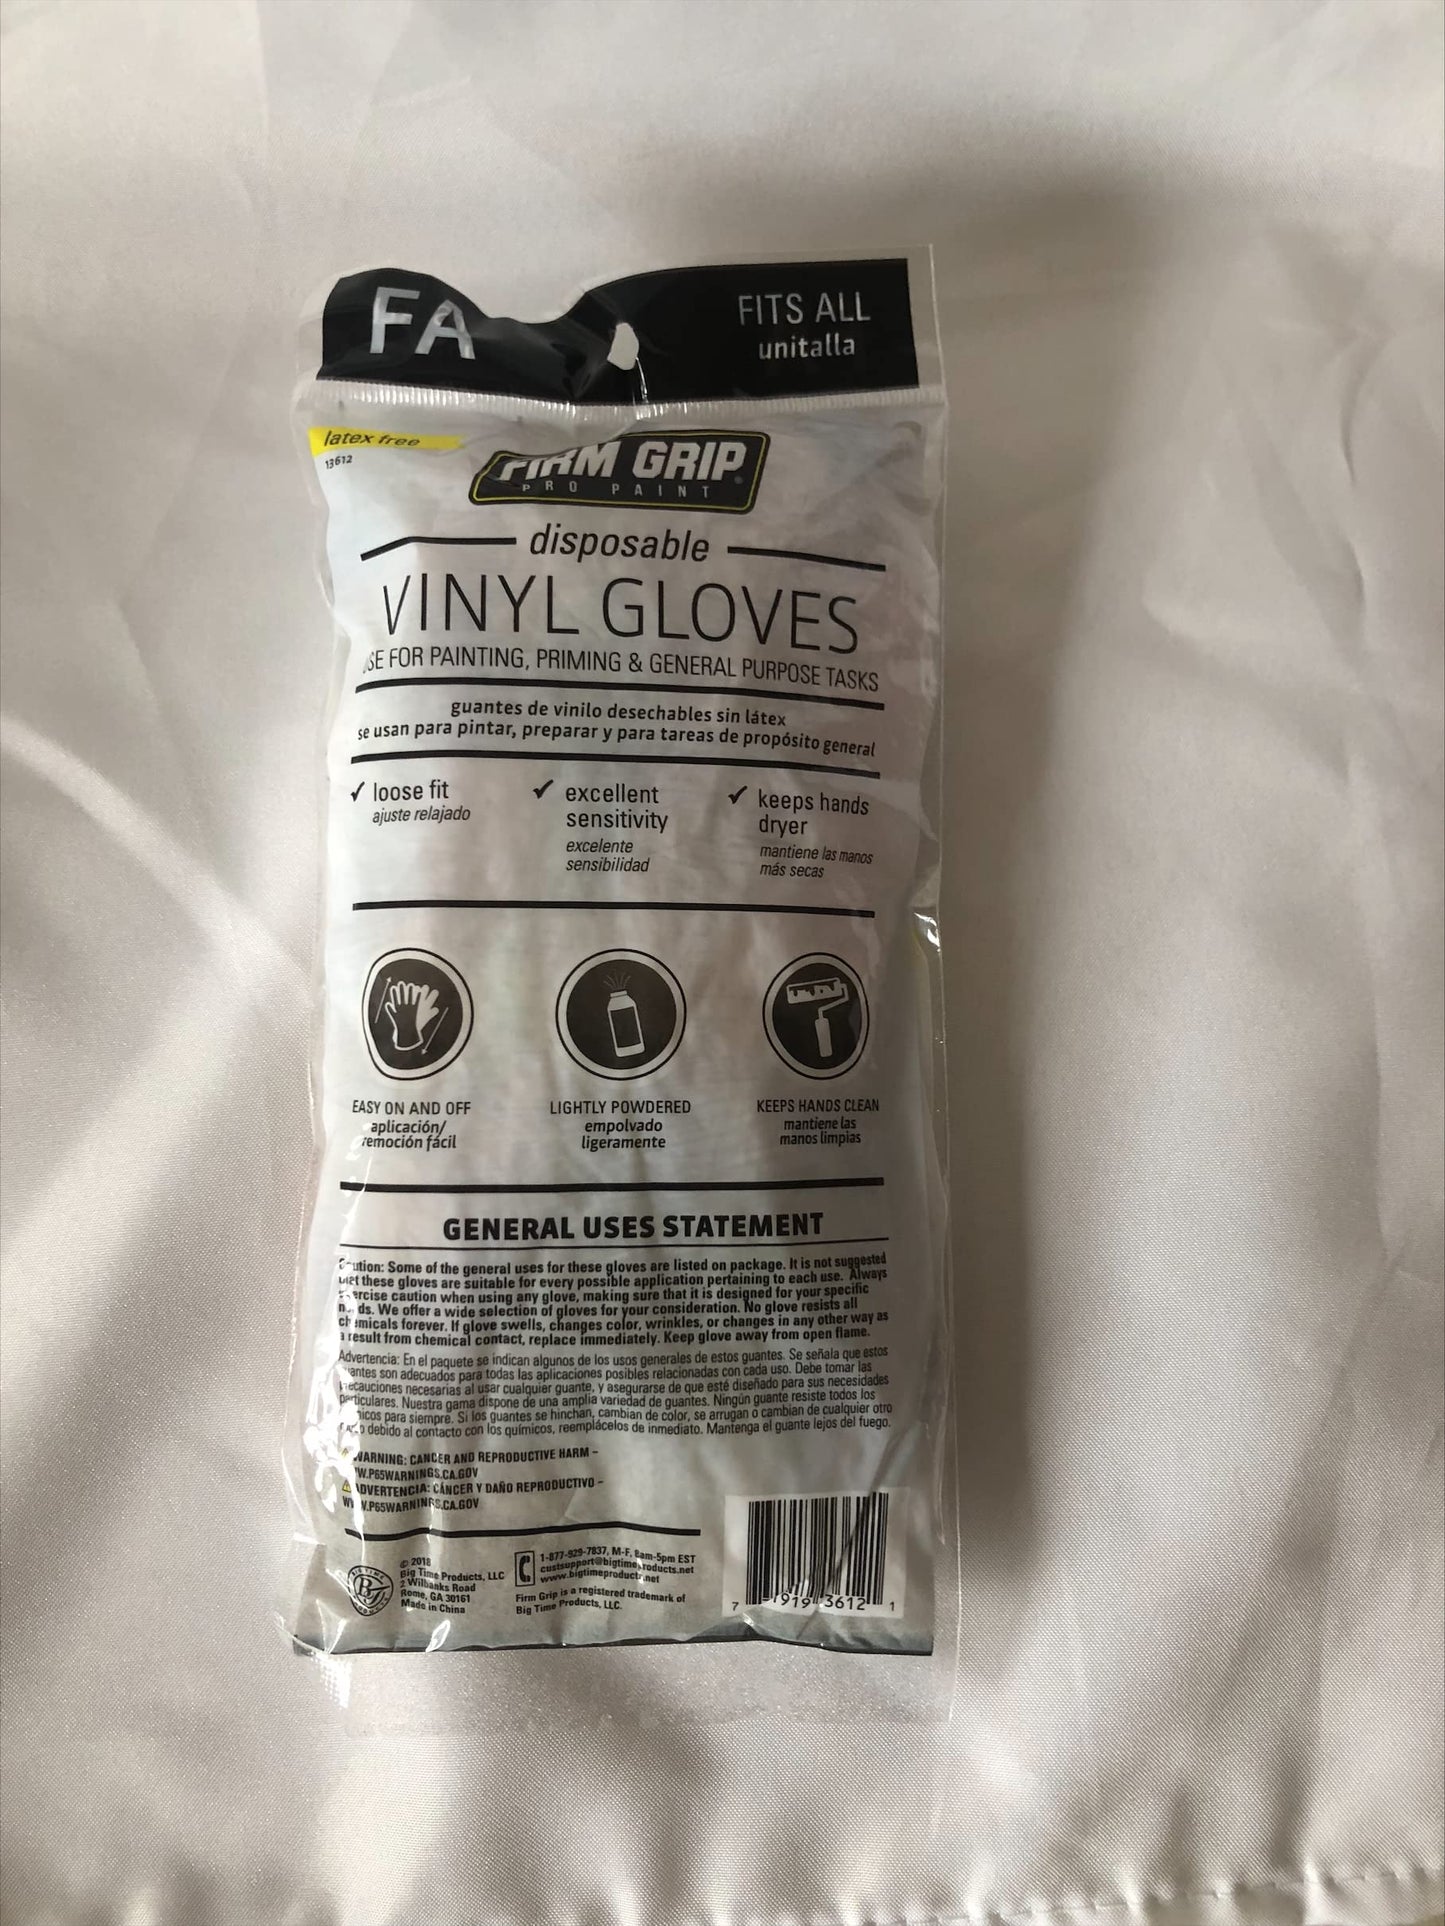 FA
FITS ALL
unitalla
latex free
13612
FIRM GRIP
PRO PAINT
disposable
VINYL GLOVES
USE FOR PAINTING, PRIMING & GENERAL PURPOSE TASKS
guantes de vinilo desechables sin látex
se usan para pintar, preparar y para tareas de propósito general
✓ loose fit
ajuste relajado
✓ excellent
sensitivity
excelente
sensibilidad
✓ keeps hands
dryer
mantiene las manos
más secas
EASY ON AND OFF
aplicación/
remoción fácil
LIGHTLY POWDERED
empolvado
ligeramente
KEEPS HANDS CLEAN
mantiene las
manos limpias
GENERAL USES STATEMENT
Caution: Some of the general uses for these gloves are listed on package. It is not suggested
that these gloves are suitable for every possible application pertaining to each use. Always
exercise caution when using any glove, making sure that it is designed for your specific
needs. We offer a wide selection of gloves for your consideration. No glove resists all
chemicals forever. If glove swells, changes color, wrinkles, or changes in any other way as
a result from chemical contact, replace immediately. Keep glove away from open flame.
Advertencia: En el paquete se indican algunos de los usos generales de estos guantes. Se señala que estos
guantes son adecuados para todas las aplicaciones posibles relacionadas con cada uso. Debe tomar las
precauciones necesarias al usar cualquier guante, y asegurarse de que esté diseñado para sus necesidades
particulares. Nuestra gama dispone de una amplia variedad de guantes. Ningún guante resiste todos los
químicos para siempre. Si los guantes se hinchan, cambian de color, se arrugan o cambian de cualquier otro
debido al contacto con los químicos, reemplácelos de inmediato. Mantenga el guante lejos del fuego.
WARNING: CANCER AND REPRODUCTIVE HARM –
WWW.P65WARNINGS.CA.GOV
ADVERTENCIA: CÁNCER Y DAÑO REPRODUCTIVO –
WWW.P65WARNINGS.CA.GOV
BIG TIME
PRODUCTS
© 2018
Big Time Products, LLC
2 Wilbanks Road
Rome, GA 30161
Made in China
1-877-929-7837, M-F, 8am-5pm EST
custsupport@bigtimeproducts.net
www.bigtimeproducts.net
Firm Grip is a registered trademark of
Big Time Products, LLC.
7 3612 1